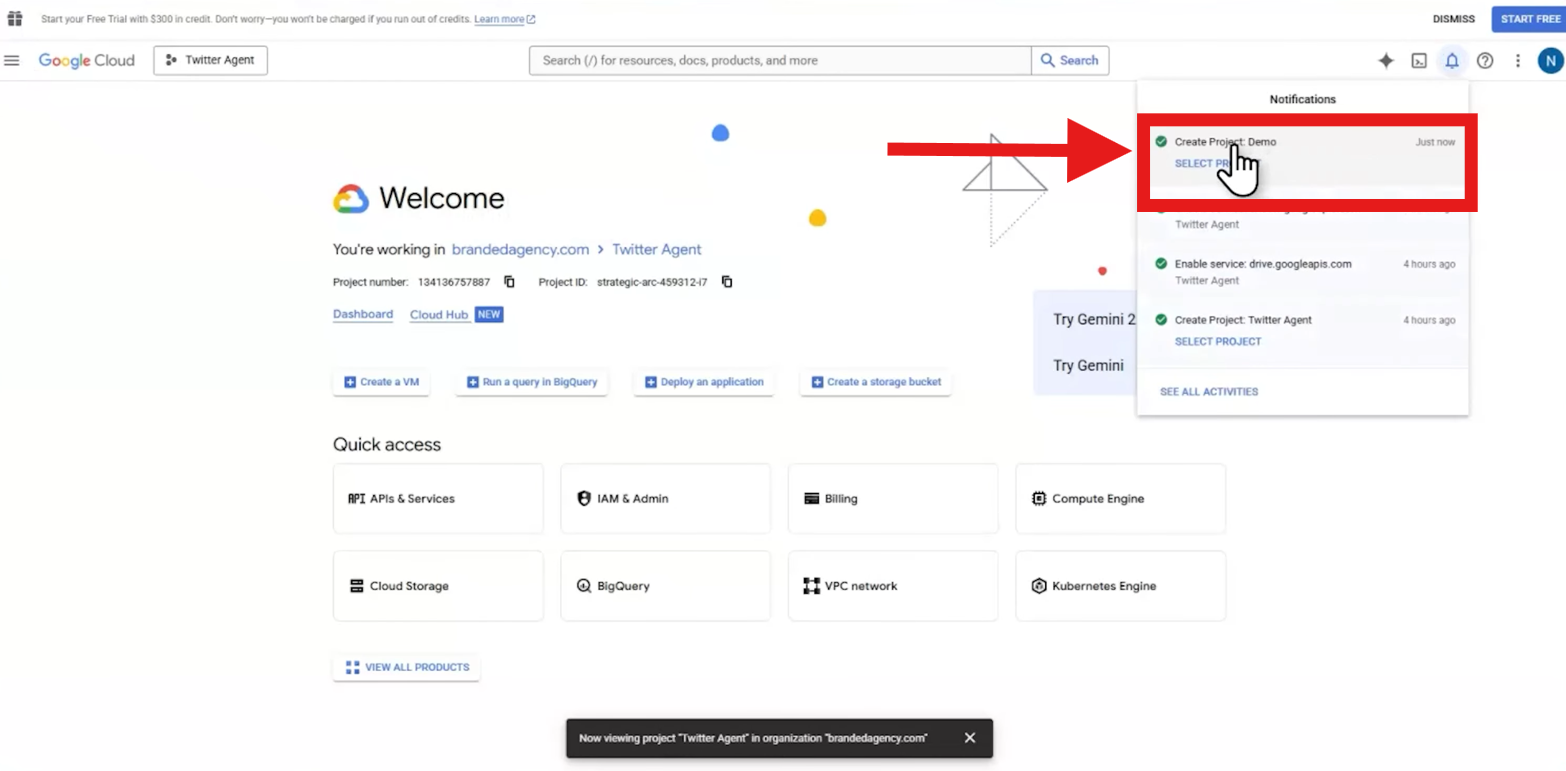 Start your Free Trial with $300 in credit. Don't worry—you won't be charged if you run out of credits. Learn more
DISMISS
START FREE
Google Cloud
Twitter Agent
Search (/) for resources, docs, products, and more
Search
N
Notifications
Create Project: Demo
Just now
SELECT
Twitter Agent
Enable service: drive.googleapis.com
4 hours ago
Twitter Agent
Create Project: Twitter Agent
4 hours ago
SELECT PROJECT
SEE ALL ACTIVITIES
Welcome
You're working in brandedagency.com > Twitter Agent
Project number: 134136757887 Project ID: strategic-arc-459312-i7
Dashboard Cloud Hub NEW
Try Gemini 2
Try Gemini
Create a VM
Run a query in BigQuery
Deploy an application
Create a storage bucket
Quick access
API APIs & Services
IAM & Admin
Billing
Compute Engine
Cloud Storage
BigQuery
VPC network
Kubernetes Engine
VIEW ALL PRODUCTS
Now viewing project "Twitter Agent" in organization "brandedagency.com"